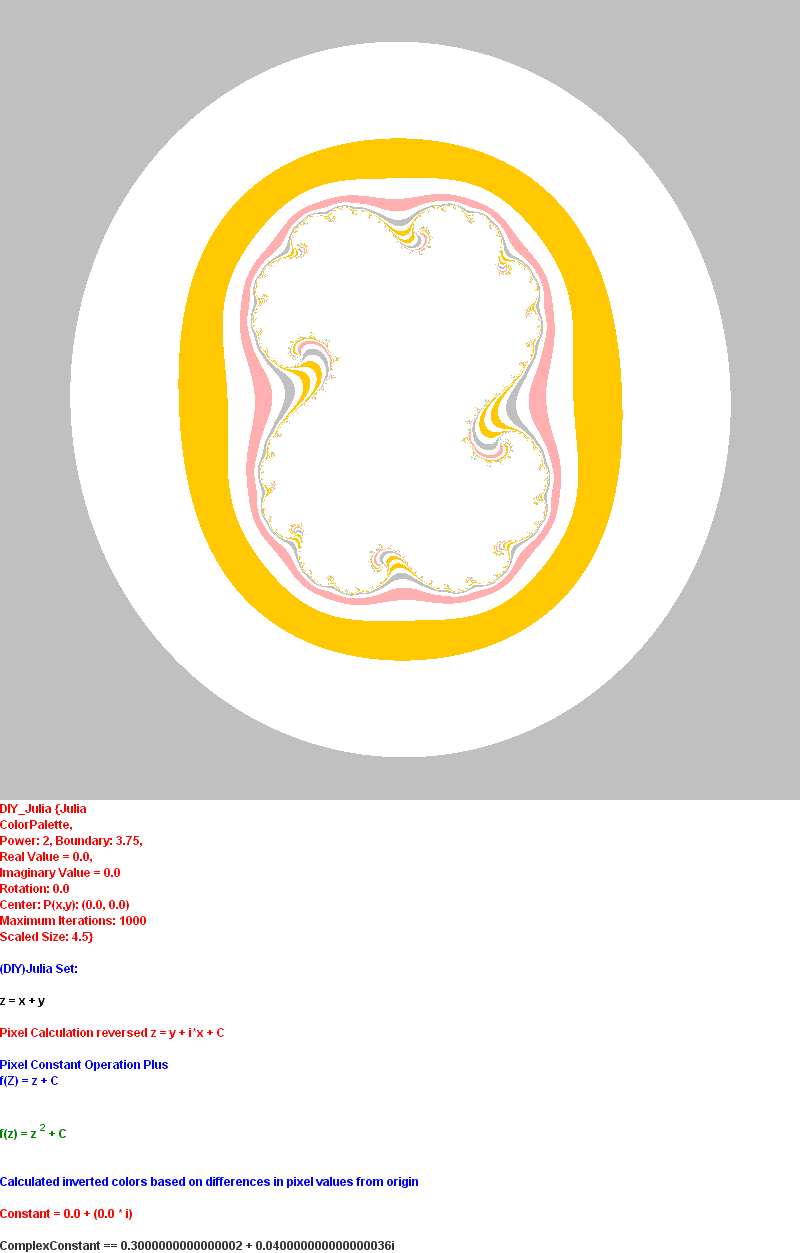 DIY_Julia {Julia
ColorPalette,
Power: 2, Boundary: 3.75,
Real Value = 0.0,
Imaginary Value = 0.0
Rotation: 0.0
Center: P(x,y): (0.0, 0.0)
Maximum Iterations: 1000
Scaled Size: 4.5}
(DIY)Julia Set:
z = x + y
Pixel Calculation reversed z = y + i*x + C
Pixel Constant Operation Plus
f(Z) = z + C
f(z) = z 2 + C
Calculated inverted colors based on differences in pixel values from origin
Constant = 0.0 + (0.0 * i)
ComplexConstant == 0.3000000000000002 + 0.040000000000000036i